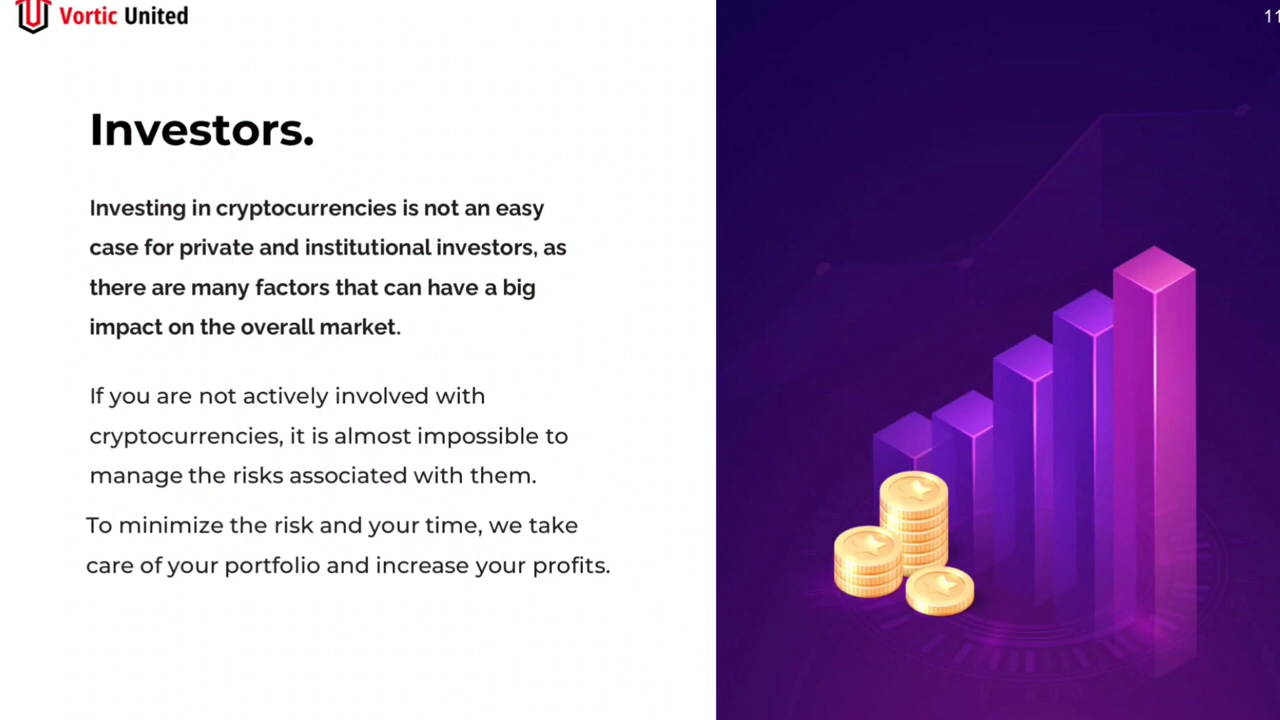 Vortic United
11
Investors.
Investing in cryptocurrencies is not an easy
case for private and institutional investors, as
there are many factors that can have a big
impact on the overall market.
If you are not actively involved with
cryptocurrencies, it is almost impossible to
manage the risks associated with them.
To minimize the risk and your time, we take
care of your portfolio and increase your profits.